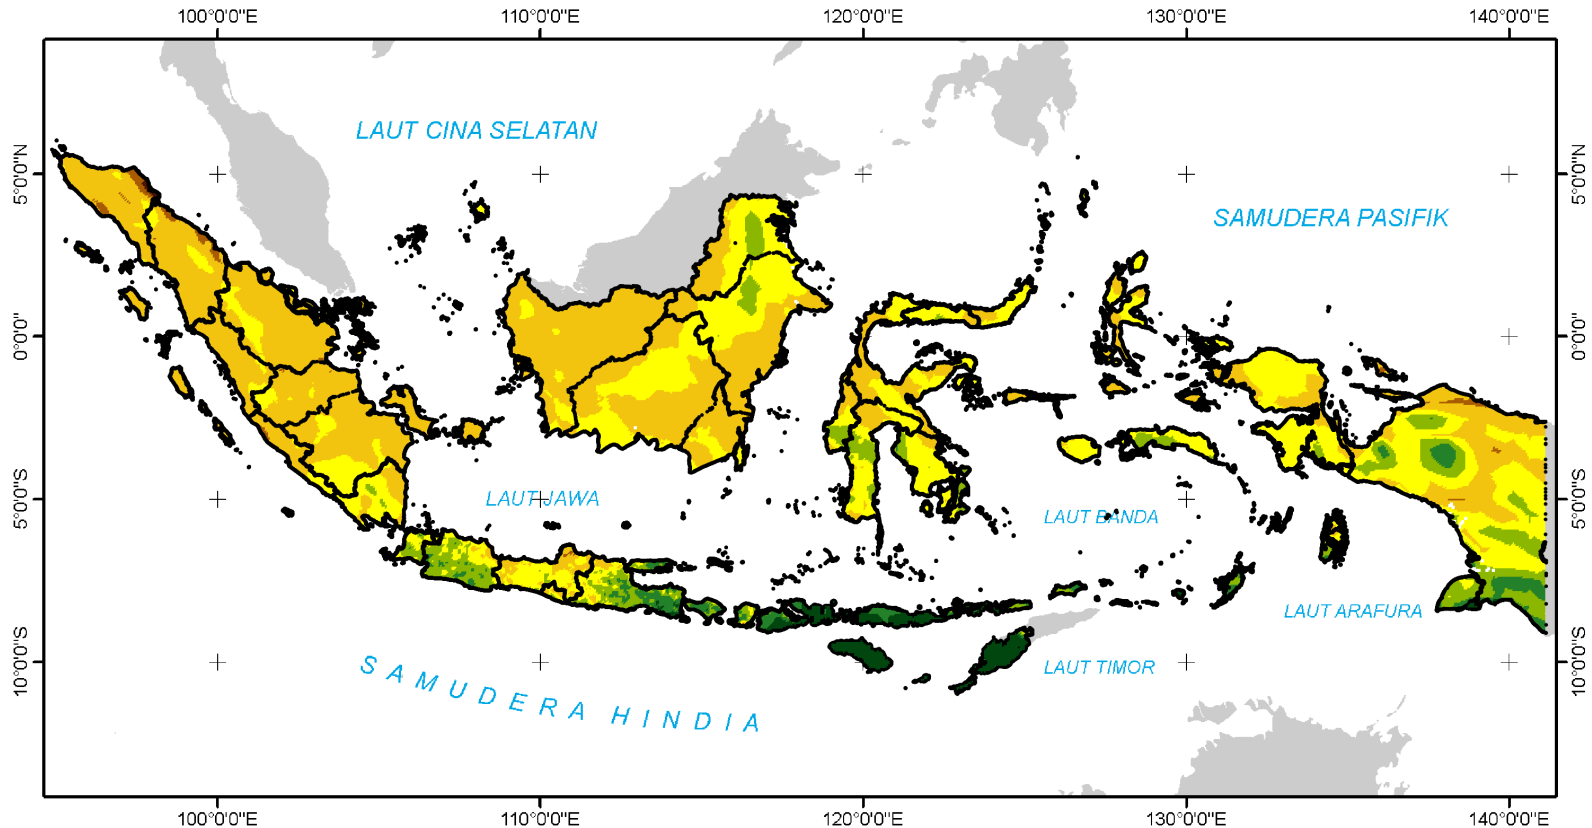 100°0'0"E 110°0'0"E 120°0'0"E 130°0'0"E 140°0'0"E
LAUT CINA SELATAN
5°0'0"N 5°0'0"N
SAMUDERA PASIFIK
0°0'0" 0°0'0"
5°0'0"S 5°0'0"S
LAUT JAWA
LAUT BANDA
LAUT ARAFURA
10°0'0"S 10°0'0"S
LAUT TIMOR
SAMUDERA HINDIA
100°0'0"E 110°0'0"E 120°0'0"E 130°0'0"E 140°0'0"E